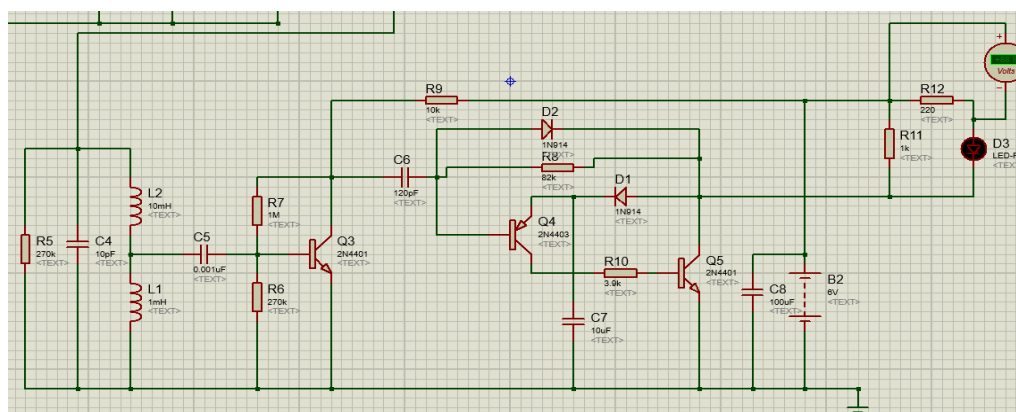 R9
10k
<TEXT>
+
Volts
−
R12
220
<TEXT>
D2
1N914
<TEXT>
R11
1k
<TEXT>
D3
LED-R
<TEXT>
C6
120pF
<TEXT>
R8
82k
<TEXT>
D1
1N914
<TEXT>
L2
10mH
<TEXT>
R7
1M
<TEXT>
R5
270k
<TEXT>
C4
10pF
<TEXT>
C5
0.001uF
<TEXT>
Q3
2N4401
<TEXT>
Q4
2N4403
<TEXT>
R10
3.9k
<TEXT>
Q5
2N4401
<TEXT>
L1
1mH
<TEXT>
R6
270k
<TEXT>
C7
10uF
<TEXT>
C8
100uF
<TEXT>
B2
6V
<TEXT>